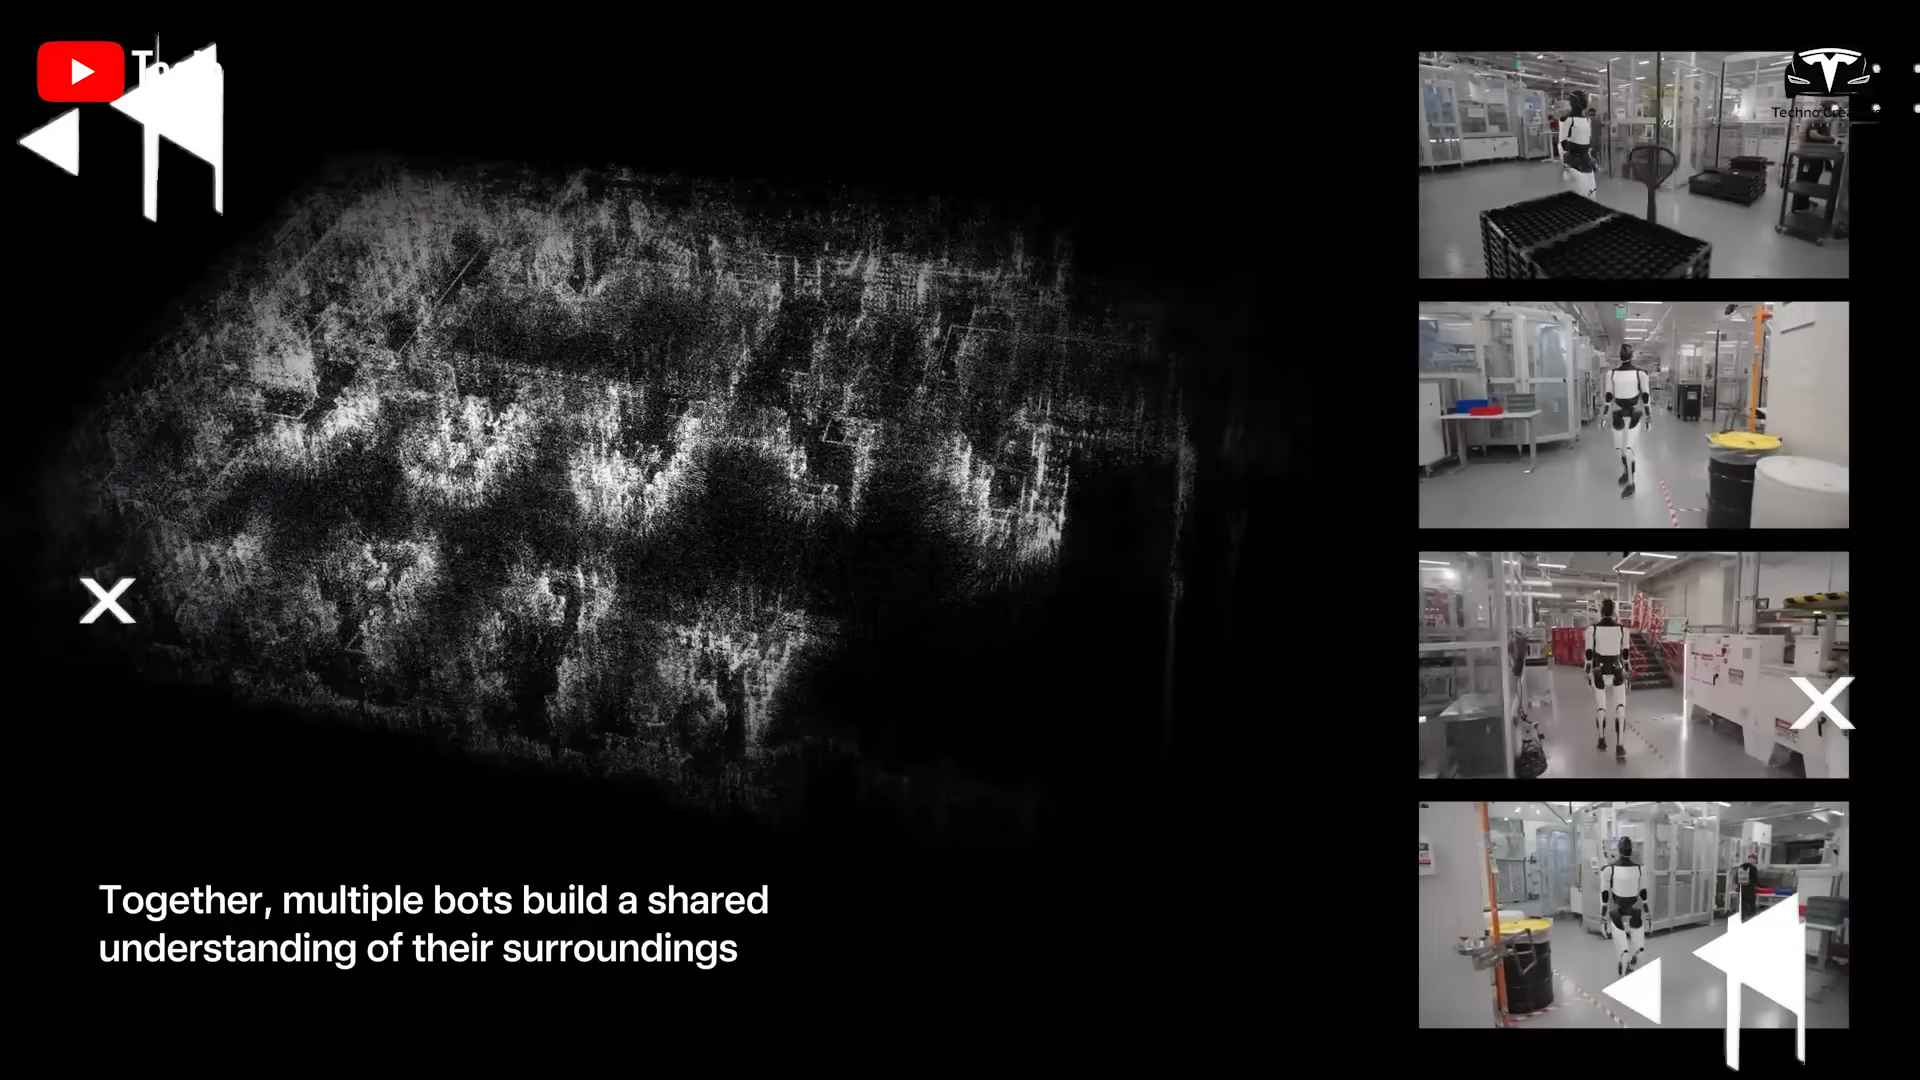 Together, multiple bots build a shared
understanding of their surroundings